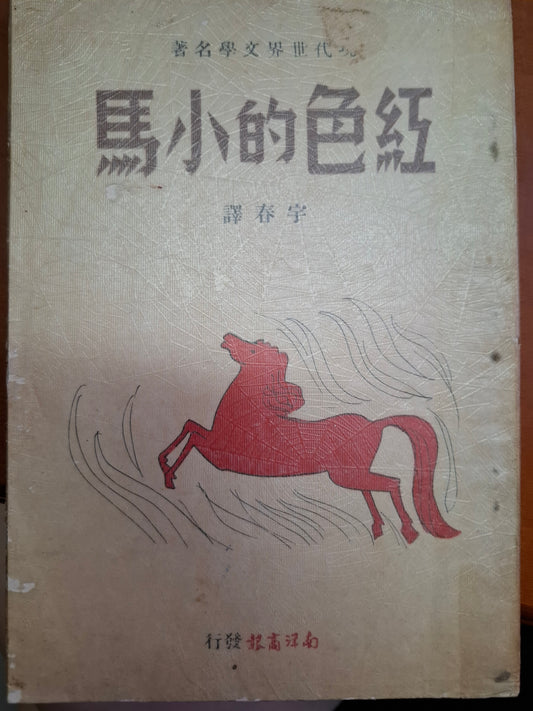 代世界文學名著
紅色的小馬
宇春譯
南洋商報發行